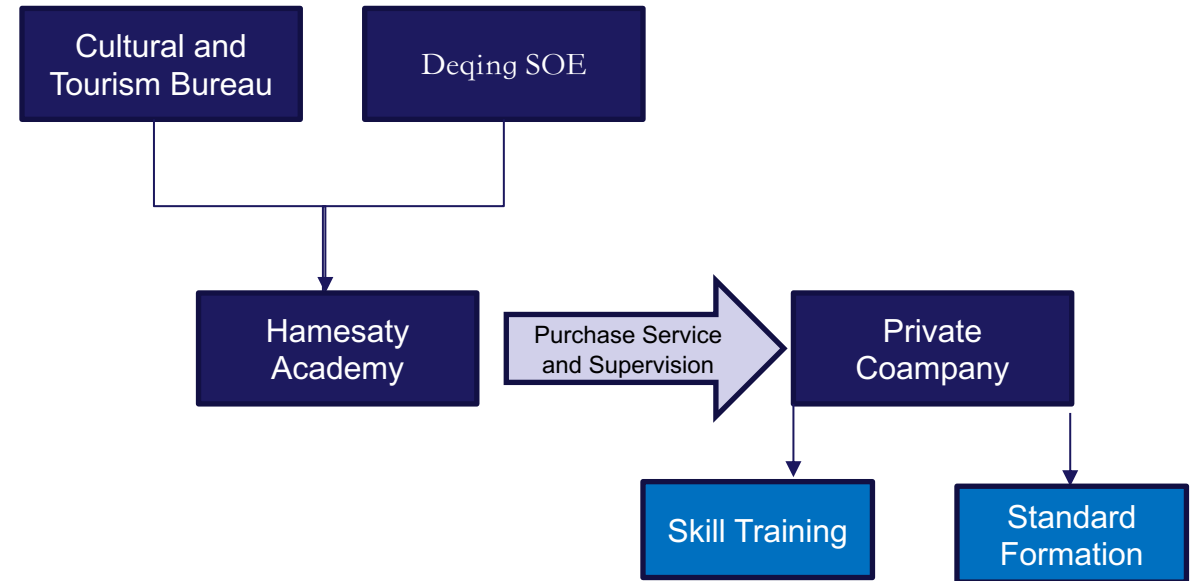 Cultural and
Tourism Bureau
Deqing SOE
Hamesaty
Academy
Purchase Service
and Supervision
Private
Coampany
Skill Training
Standard
Formation